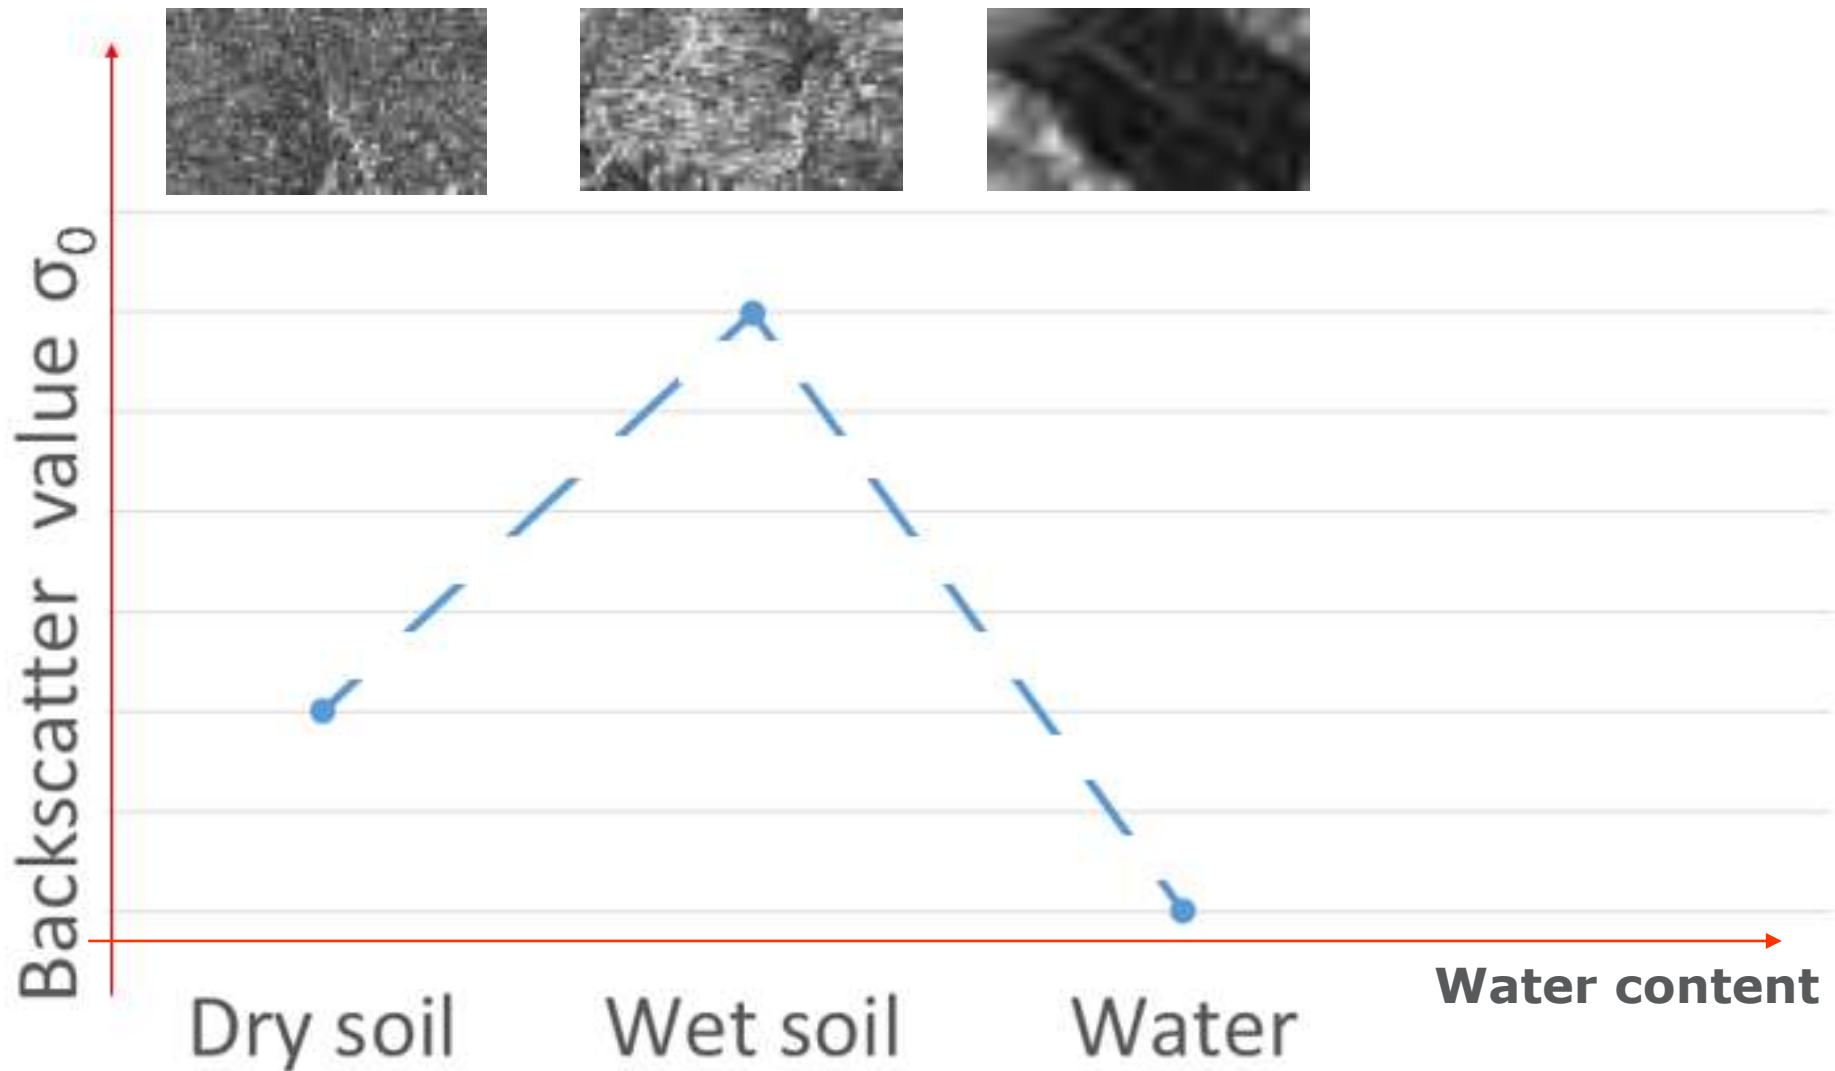 Backscatter value σ₀
Water content
Dry soil
Wet soil
Water